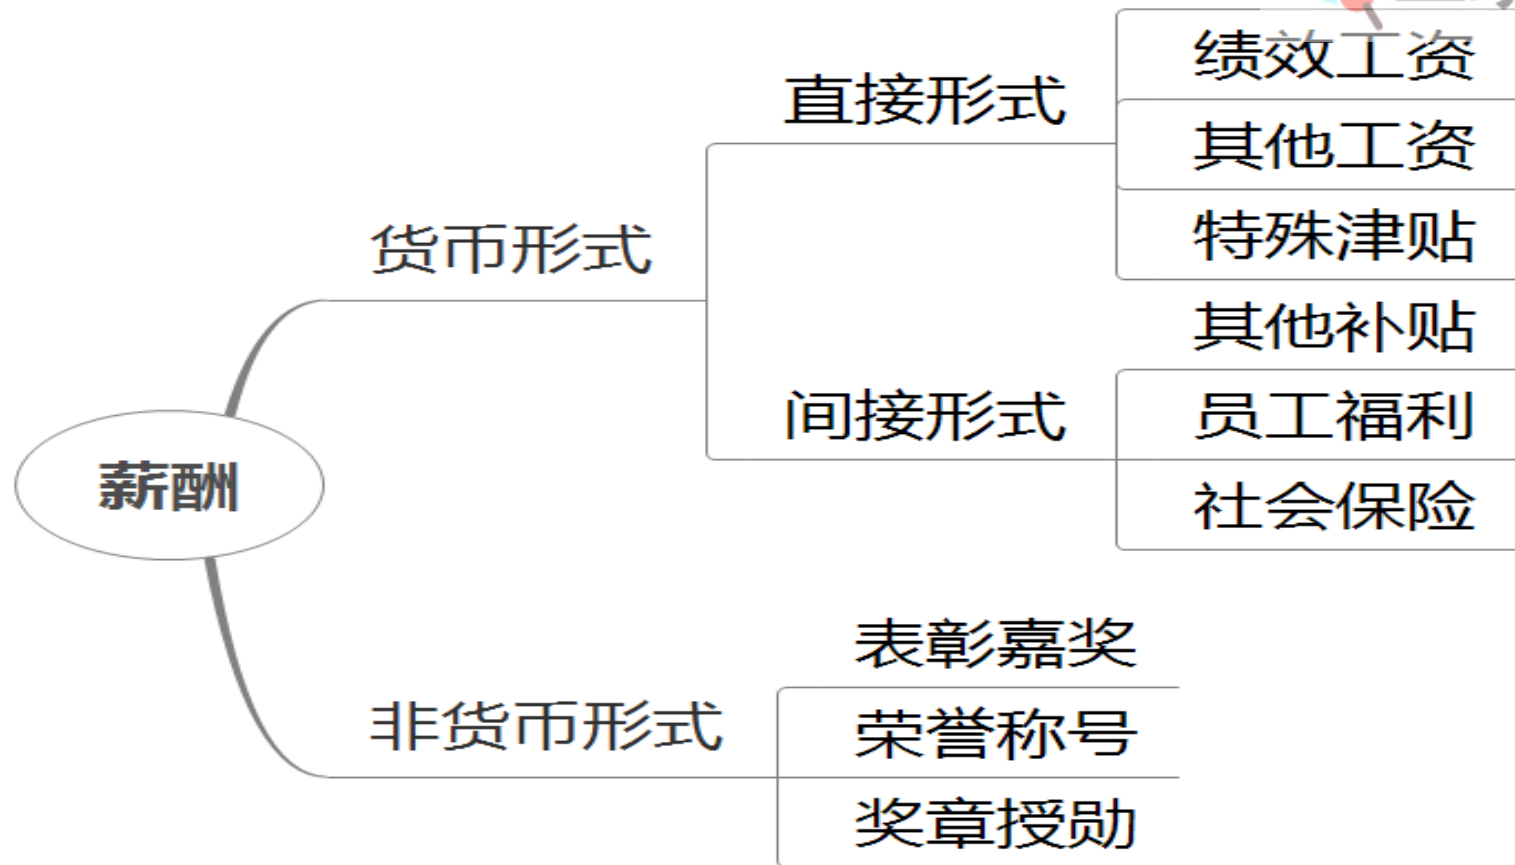 薪酬
货币形式
直接形式
绩效工资
其他工资
特殊津贴
间接形式
其他补贴
员工福利
社会保险
非货币形式
表彰嘉奖
荣誉称号
奖章授勋